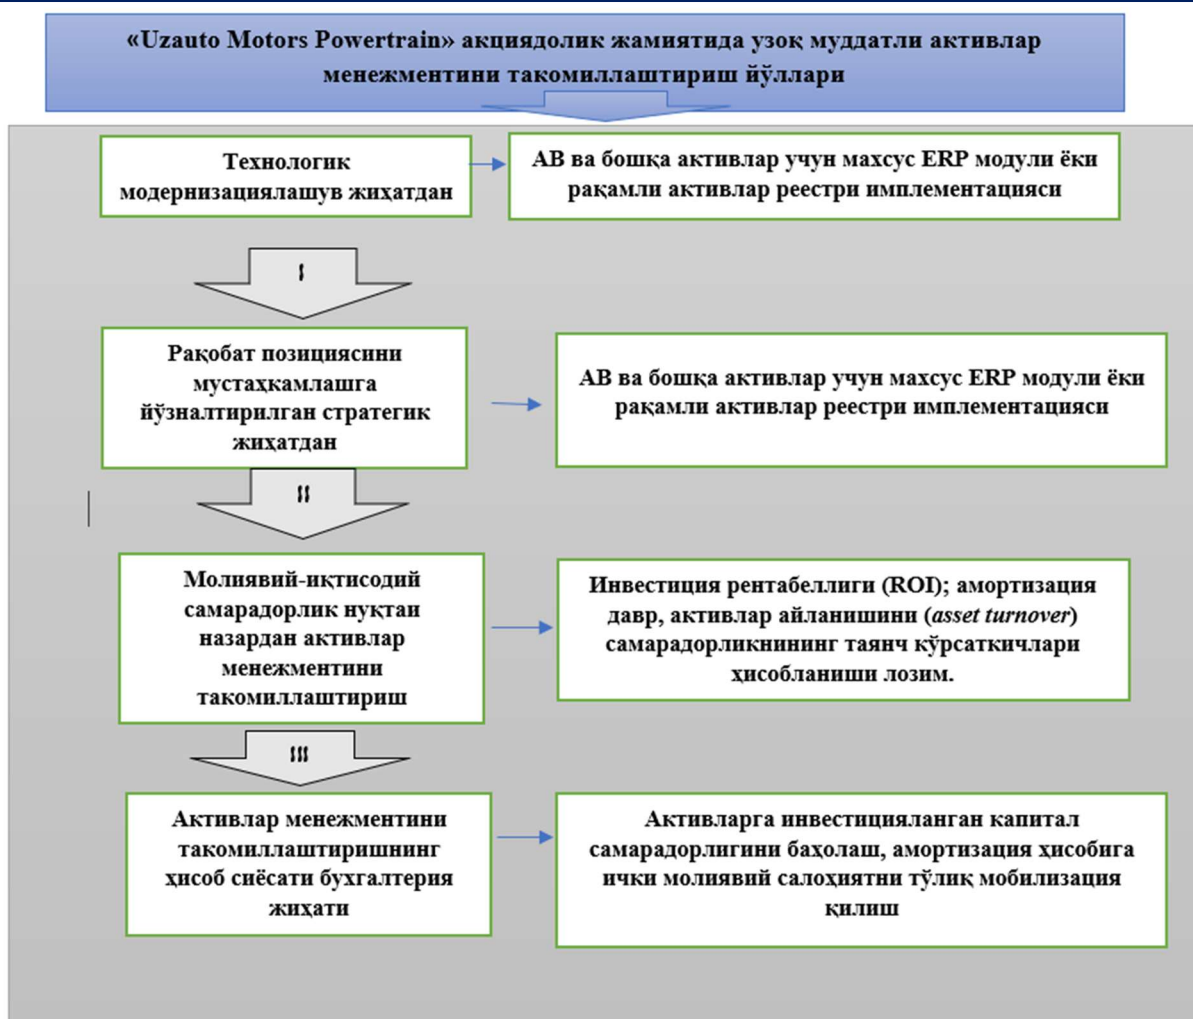 «Uzauto Motors Powertrain» акциядолик жамиятида узоқ муддатли активлар
менежментини такомиллаштириш йўллари
Технологик
модернизациялашув жиҳатдан
АВ ва бошқа активлар учун махсус ERP модули ёки
рақамли активлар реестри имплементацияси
I
Рақобат позициясини
мустаҳкамлашга
йўзналтирилган стратегик
жиҳатдан
АВ ва бошқа активлар учун махсус ERP модули ёки
рақамли активлар реестри имплементацияси
II
Молиявий-иқтисодий
самарадорлик нуқтаи
назардан активлар
менежментини
такомиллаштириш
Инвестиция рентабеллиги (ROI); амортизация
давр, активлар айланишини (asset turnover)
самарадорликнининг таянч кўрсаткичлари
ҳисобланиши лозим.
III
Активлар менежментини
такомиллаштиришнинг
ҳисоб сиёсати бухгалтерия
жиҳати
Активларга инвестицияланган капитал
самарадорлигини баҳолаш, амортизация ҳисобига
ички молиявий салоҳиятни тўлиқ мобилизация
қилиш